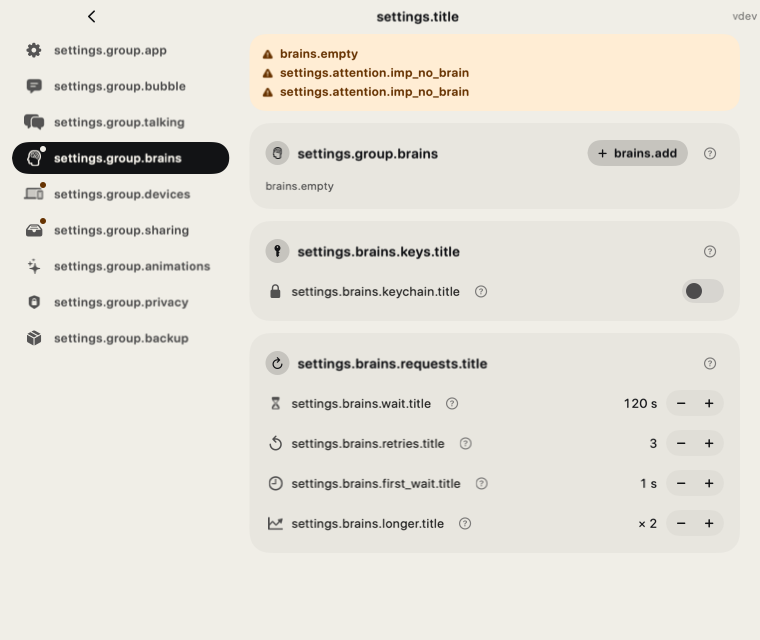 settings.title
vdev
settings.group.app
settings.group.bubble
settings.group.talking
settings.group.brains
settings.group.devices
settings.group.sharing
settings.group.animations
settings.group.privacy
settings.group.backup
brains.empty
settings.attention.imp_no_brain
settings.attention.imp_no_brain
settings.group.brains
+ brains.add
brains.empty
settings.brains.keys.title
settings.brains.keychain.title
settings.brains.requests.title
settings.brains.wait.title 120 s − +
settings.brains.retries.title 3 − +
settings.brains.first_wait.title 1 s − +
settings.brains.longer.title × 2 − +